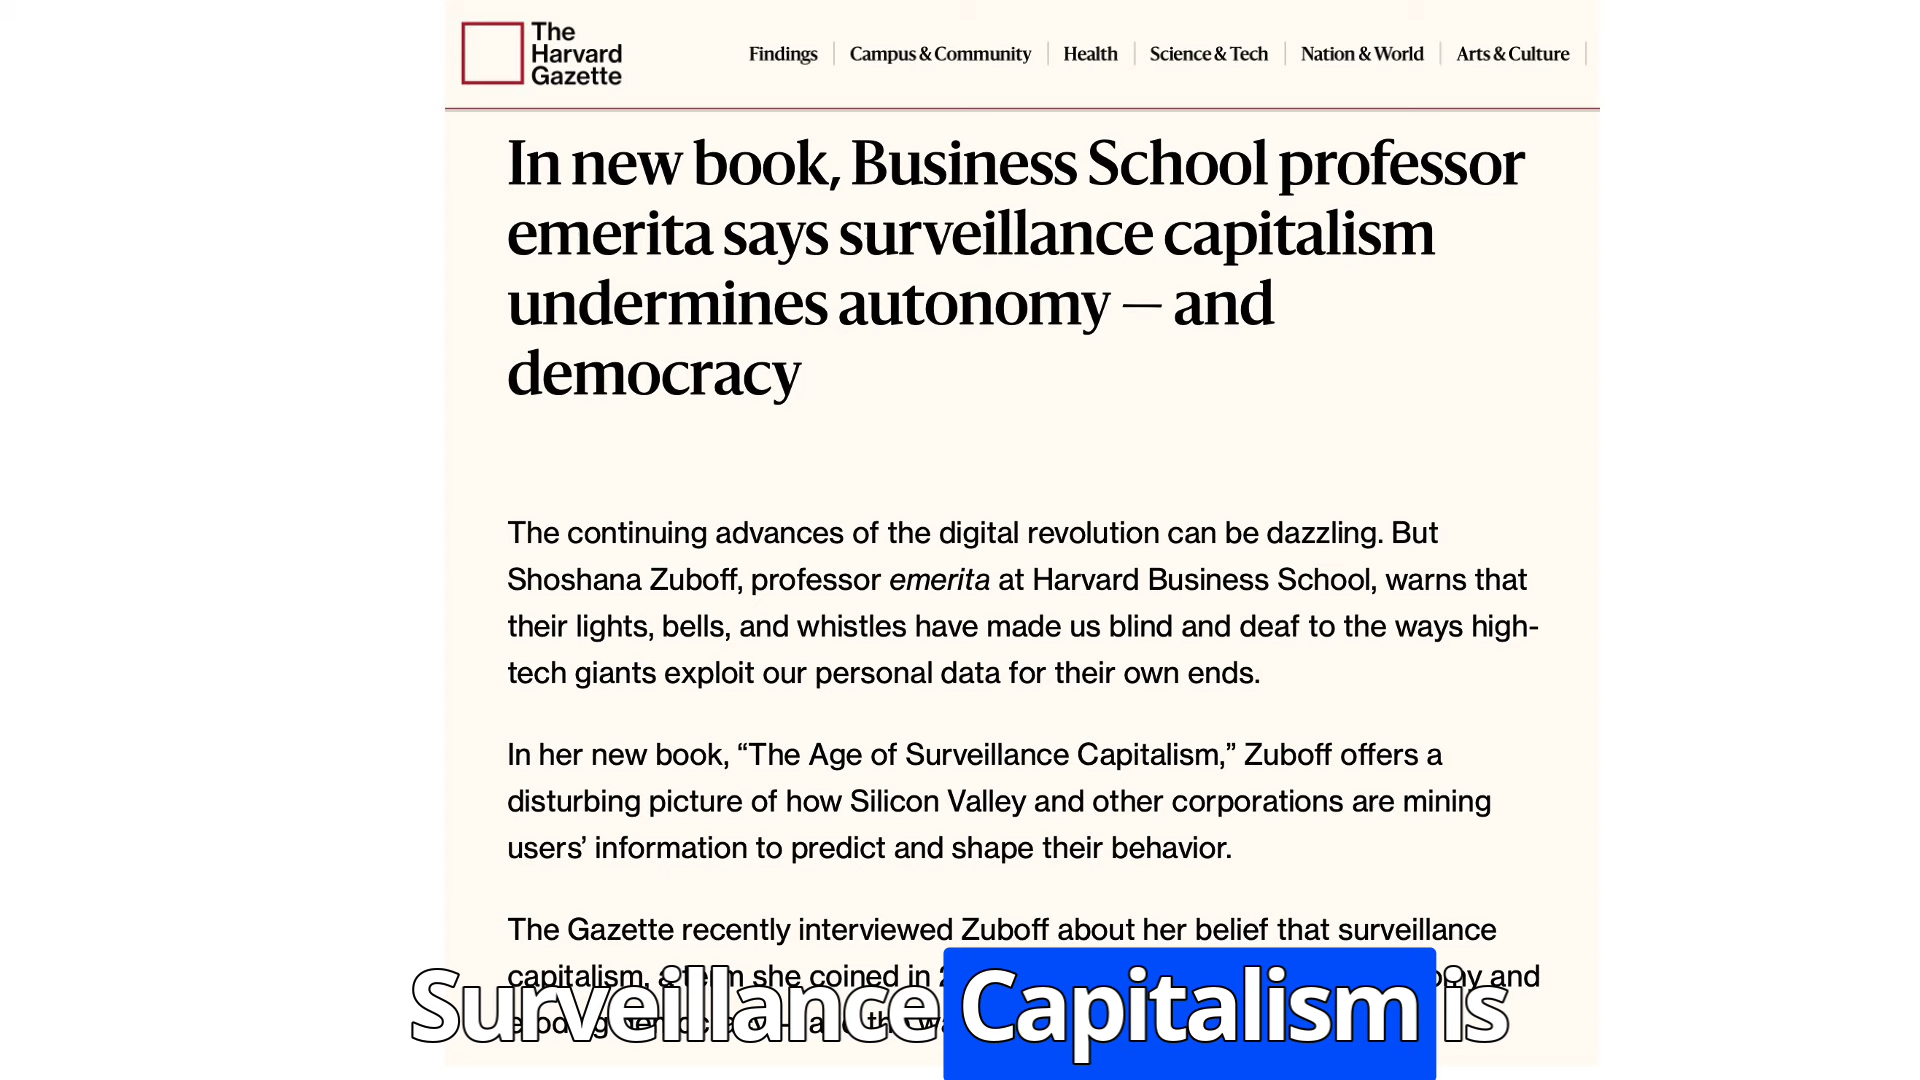 The
Harvard
Gazette
Findings Campus & Community Health Science & Tech Nation & World Arts & Culture
In new book, Business School professor
emerita says surveillance capitalism
undermines autonomy — and
democracy
The continuing advances of the digital revolution can be dazzling. But
Shoshana Zuboff, professor emerita at Harvard Business School, warns that
their lights, bells, and whistles have made us blind and deaf to the ways high-
tech giants exploit our personal data for their own ends.
In her new book, “The Age of Surveillance Capitalism,” Zuboff offers a
disturbing picture of how Silicon Valley and other corporations are mining
users’ information to predict and shape their behavior.
The Gazette recently interviewed Zuboff about her belief that surveillance
capitalism, a term she coined in and
Surveillance Capitalism is